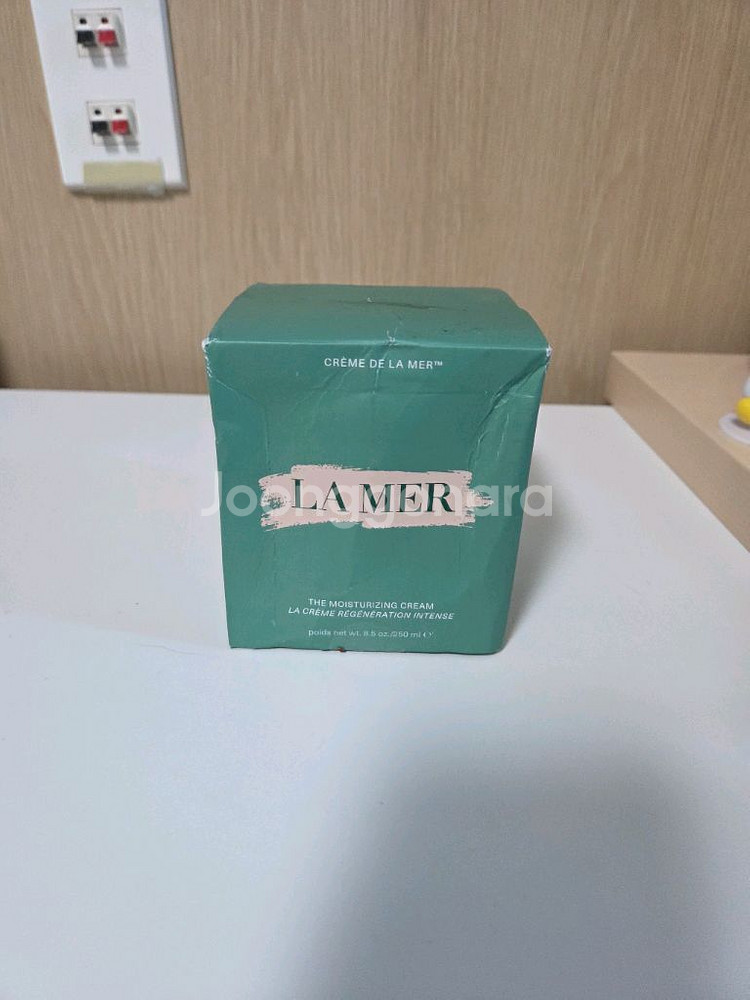 CRÈME DE LA MER™
LA MER
Joonggonara
THE MOISTURIZING CREAM
LA CRÈME RÉGÉNÉRATION INTENSE
poids net wt. 8.5 oz./250 ml ℮